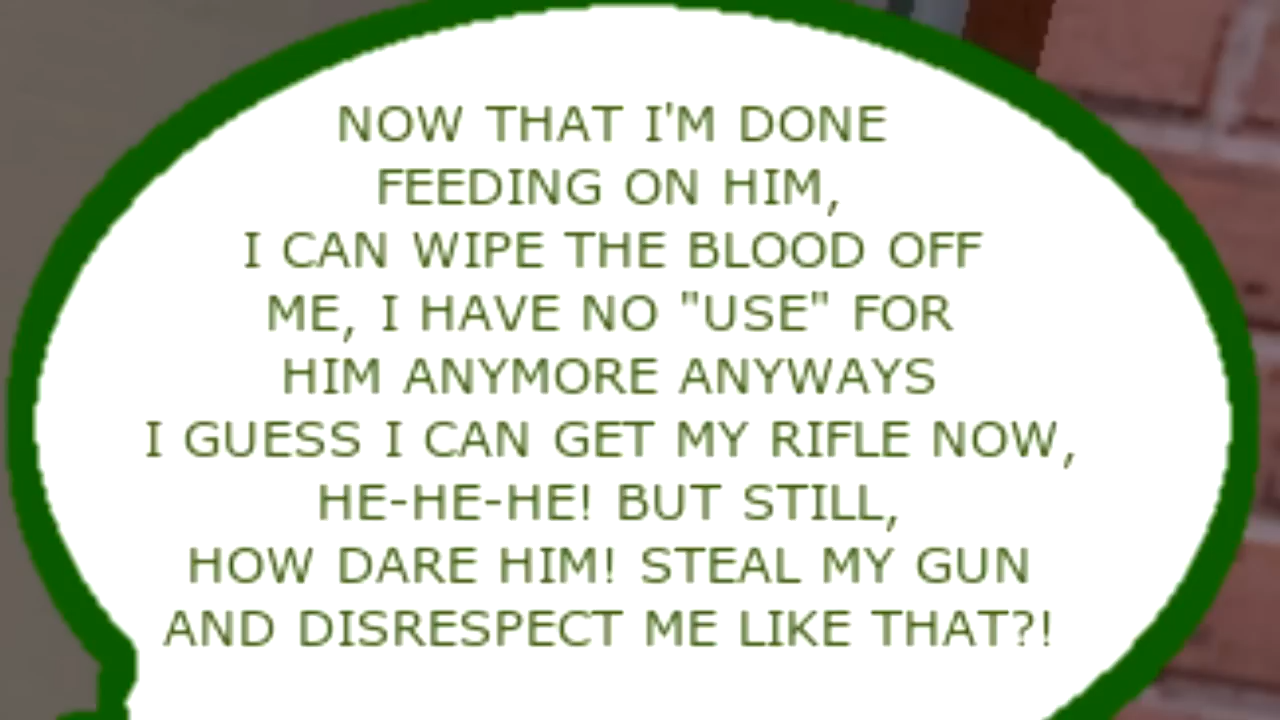 NOW THAT I'M DONE
FEEDING ON HIM,
I CAN WIPE THE BLOOD OFF
ME, I HAVE NO "USE" FOR
HIM ANYMORE ANYWAYS
I GUESS I CAN GET MY RIFLE NOW,
HE-HE-HE! BUT STILL,
HOW DARE HIM! STEAL MY GUN
AND DISRESPECT ME LIKE THAT?!